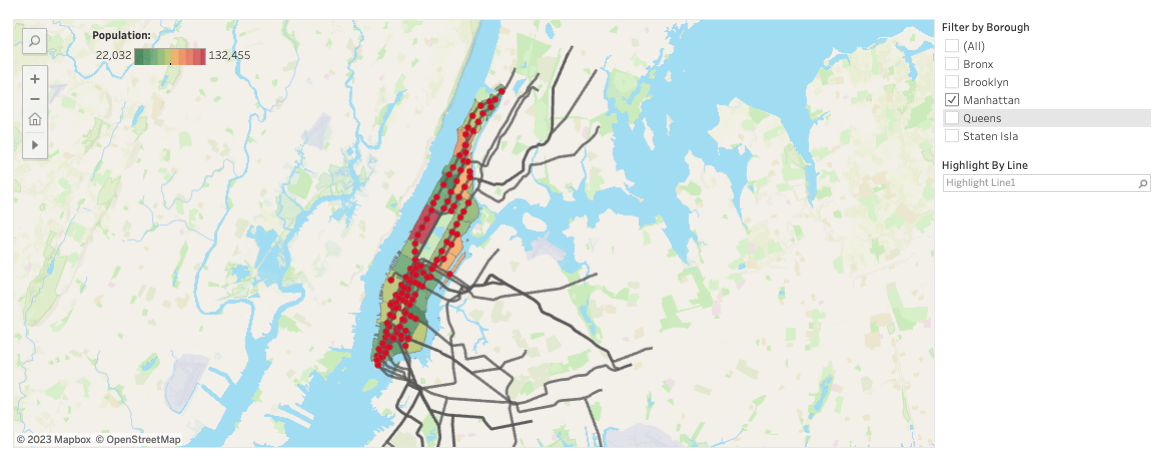 Population:
22,032 132,455
© 2023 Mapbox © OpenStreetMap
Filter by Borough
(All)
Bronx
Brooklyn
Manhattan
Queens
Staten Isla
Highlight By Line
Highlight Line1